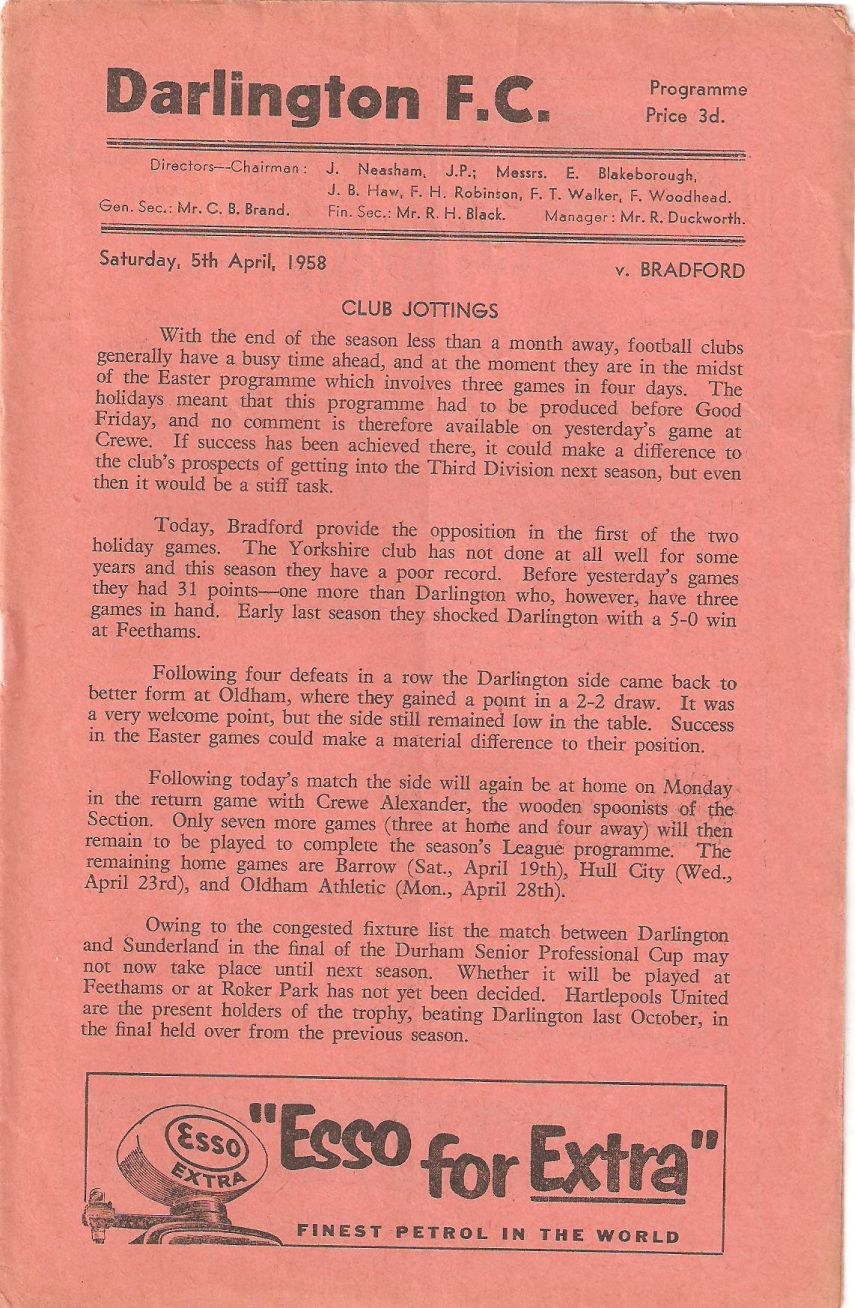 Darlington F.C.
Programme
Price 3d.
Directors—Chairman: J. Neasham, J.P.; Messrs. E. Blakeborough,
J. B. Haw, F. H. Robinson, F. T. Walker, F. Woodhead.
Gen. Sec.: Mr. C. B. Brand. Fin. Sec.: Mr. R. H. Black. Manager: Mr. R. Duckworth.
Saturday, 5th April, 1958 v. BRADFORD
CLUB JOTTINGS
With the end of the season less than a month away, football clubs
generally have a busy time ahead, and at the moment they are in the midst
of the Easter programme which involves three games in four days. The
holidays meant that this programme had to be produced before Good
Friday, and no comment is therefore available on yesterday's game at
Crewe. If success has been achieved there, it could make a difference to
the club's prospects of getting into the Third Division next season, but even
then it would be a stiff task.
Today, Bradford provide the opposition in the first of the two
holiday games. The Yorkshire club has not done at all well for some
years and this season they have a poor record. Before yesterday's games
they had 31 points—one more than Darlington who, however, have three
games in hand. Early last season they shocked Darlington with a 5-0 win
at Feethams.
Following four defeats in a row the Darlington side came back to
better form at Oldham, where they gained a point in a 2-2 draw. It was
a very welcome point, but the side still remained low in the table. Success
in the Easter games could make a material difference to their position.
Following today's match the side will again be at home on Monday
in the return game with Crewe Alexander, the wooden spoonists of the
Section. Only seven more games (three at home and four away) will then
remain to be played to complete the season's League programme. The
remaining home games are Barrow (Sat., April 19th), Hull City (Wed.,
April 23rd), and Oldham Athletic (Mon., April 28th).
Owing to the congested fixture list the match between Darlington
and Sunderland in the final of the Durham Senior Professional Cup may
not now take place until next season. Whether it will be played at
Feethams or at Roker Park has not yet been decided. Hartlepools United
are the present holders of the trophy, beating Darlington last October, in
the final held over from the previous season.
Esso
EXTRA
"Esso for Extra"
FINEST PETROL IN THE WORLD